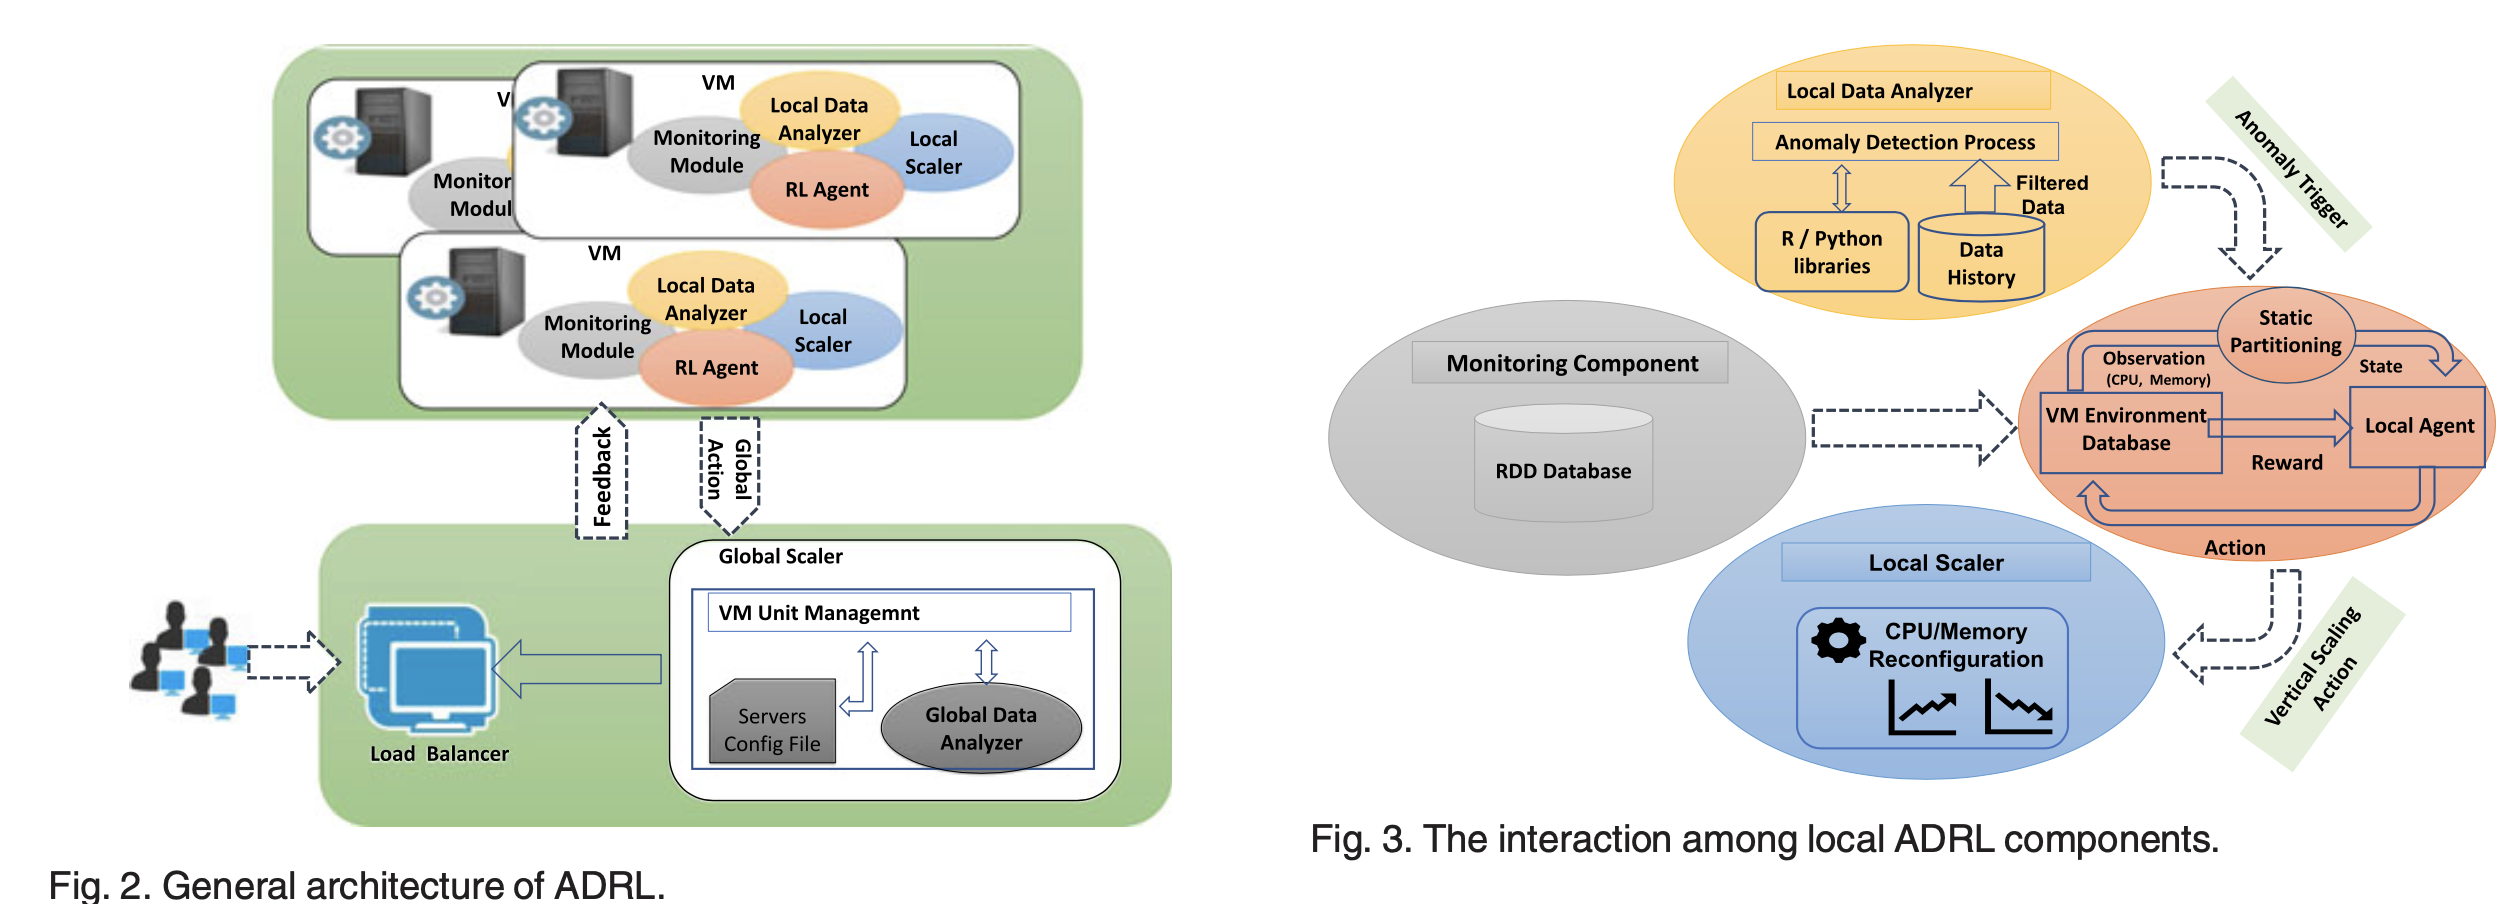 V
Monitor
Modul
VM
Local Data
Analyzer
Monitoring
Module
Local
Scaler
RL Agent
VM
Local Data
Analyzer
Monitoring
Module
Local
Scaler
RL Agent
Feedback
Global
Action
Global Scaler
VM Unit Managemnt
Servers
Config File
Global Data
Analyzer
Load Balancer
Fig. 2. General architecture of ADRL.
Local Data Analyzer
Anomaly Detection Process
Filtered
Data
R / Python
libraries
Data
History
Anomaly Trigger
Monitoring Component
RDD Database
Static
Partitioning
Observation
(CPU, Memory)
State
VM Environment
Database
Local Agent
Reward
Action
Local Scaler
CPU/Memory
Reconfiguration
Vertical Scaling
Action
Fig. 3. The interaction among local ADRL components.